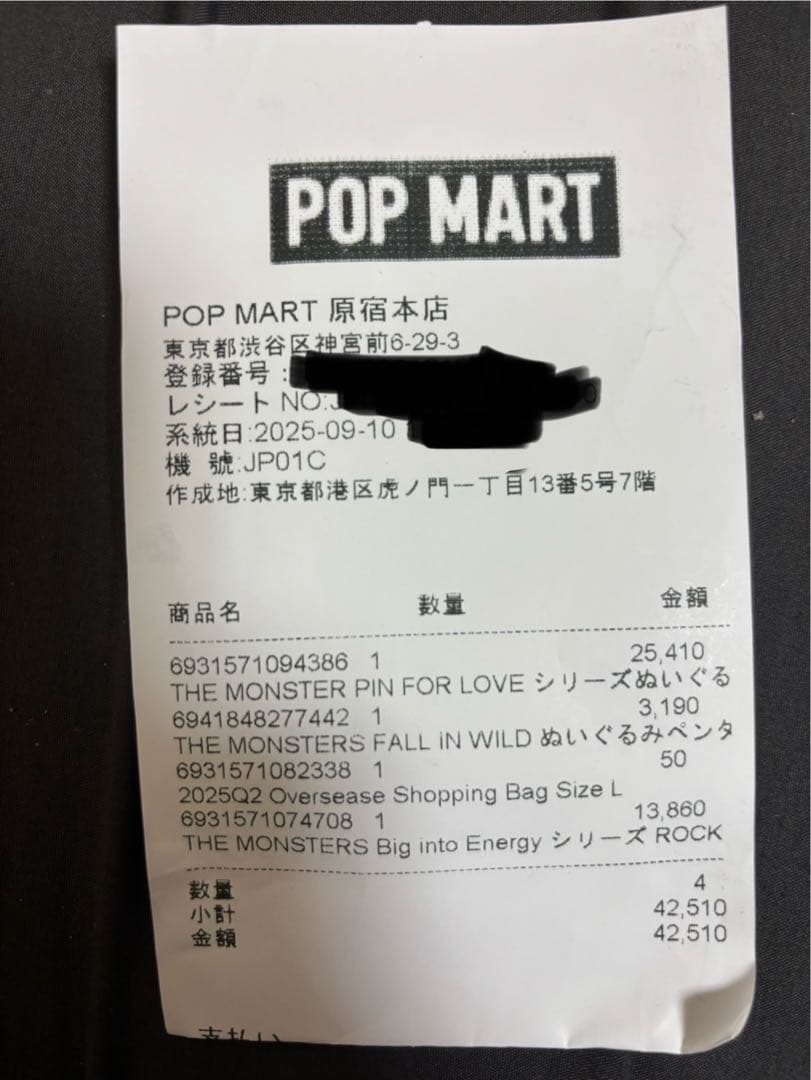 POP MART
POP MART 原宿本店
東京都渋谷区神宮前6-29-3
登録番号:
レシート NO:J
系統日:2025-09-10
機 號:JP01C
作成地:東京都港区虎ノ門一丁目13番5号7階
商品名 数量 金額
6931571094386 1 25,410
THE MONSTER PIN FOR LOVE シリーズぬいぐる
6941848277442 1 3,190
THE MONSTERS FALL iN WILD ぬいぐるみペンタ
6931571082338 1 50
2025Q2 Oversease Shopping Bag Size L
6931571074708 1 13,860
THE MONSTERS Big into Energy シリーズ ROCK
数量 4
小計 42,510
金額 42,510
支払い